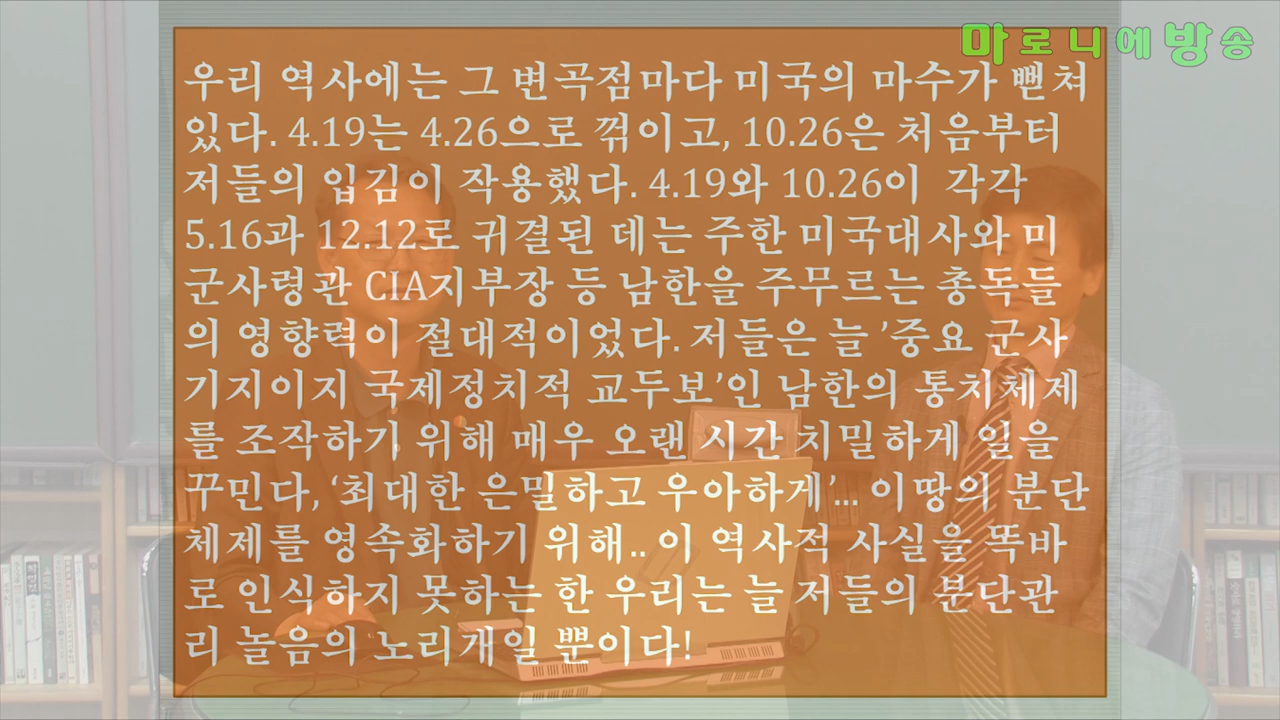 마로니에방송
우리 역사에는 그 변곡점마다 미국의 마수가 뻗쳐
있다. 4.19는 4.26으로 꺾이고, 10.26은 처음부터
저들의 입김이 작용했다. 4.19와 10.26이 각각
5.16과 12.12로 귀결된 데는 주한 미국대사와 미
군사령관 CIA지부장 등 남한을 주무르는 총독들
의 영향력이 절대적이었다. 저들은 늘 '중요 군사
기지이지 국제정치적 교두보'인 남한의 통치체제
를 조작하기 위해 매우 오랜 시간 치밀하게 일을
꾸민다, ‘최대한 은밀하고 우아하게’... 이땅의 분단
체제를 영속화하기 위해.. 이 역사적 사실을 똑바
로 인식하지 못하는 한 우리는 늘 저들의 분단관
리 놀음의 노리개일 뿐이다!